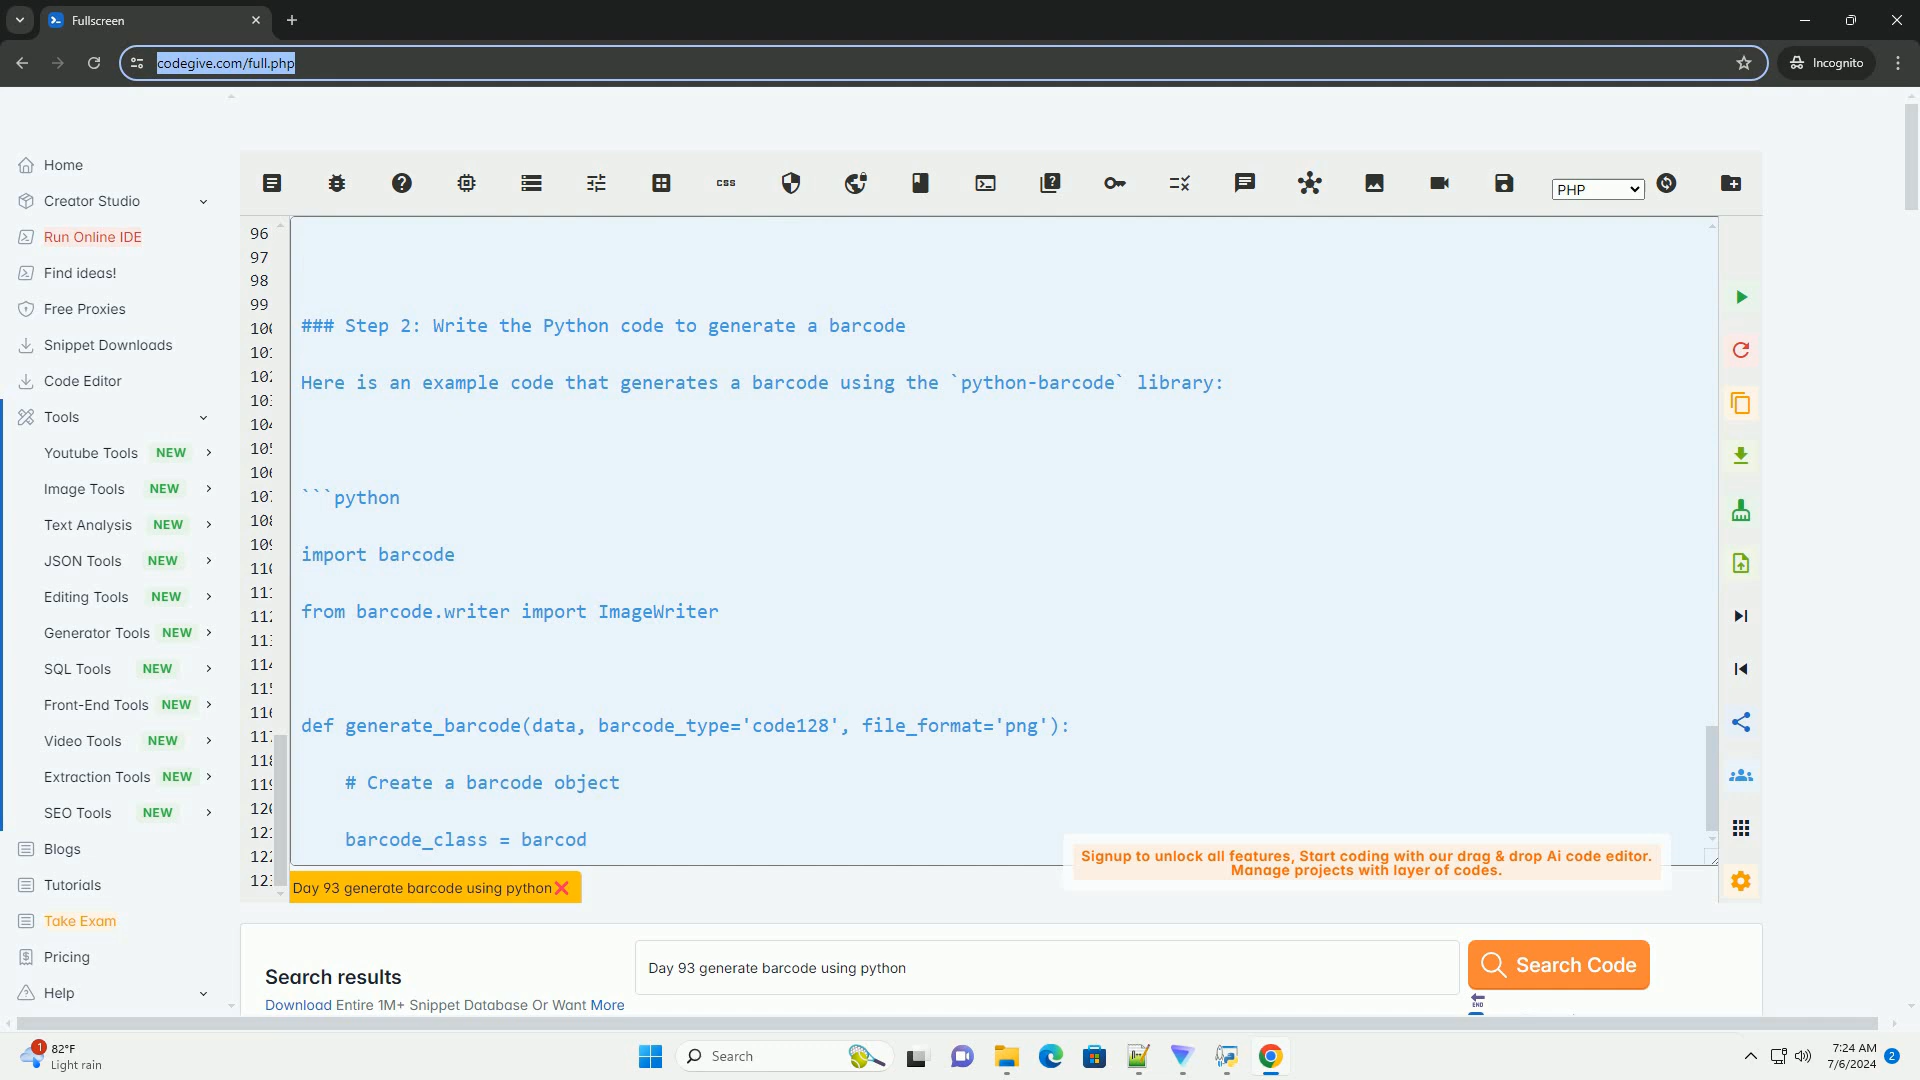 Fullscreen
codegive.com/full.php
Incognito
Home
Creator Studio
Run Online IDE
Find ideas!
Free Proxies
Snippet Downloads
Code Editor
Tools
Youtube Tools NEW
Image Tools NEW
Text Analysis NEW
JSON Tools NEW
Editing Tools NEW
Generator Tools NEW
SQL Tools NEW
Front-End Tools NEW
Video Tools NEW
Extraction Tools NEW
SEO Tools NEW
Blogs
Tutorials
Take Exam
Pricing
Help
css
PHP
96
97
98
99
### Step 2: Write the Python code to generate a barcode
Here is an example code that generates a barcode using the `python-barcode` library:
```python
import barcode
from barcode.writer import ImageWriter
def generate_barcode(data, barcode_type='code128', file_format='png'):
# Create a barcode object
barcode_class = barcod
Signup to unlock all features, Start coding with our drag & drop Ai code editor.
Manage projects with layer of codes.
Day 93 generate barcode using python
Search results
Download Entire 1M+ Snippet Database Or Want More
Day 93 generate barcode using python
Search Code
END
1
82°F
Light rain
Search
7:24 AM
7/6/2024
2